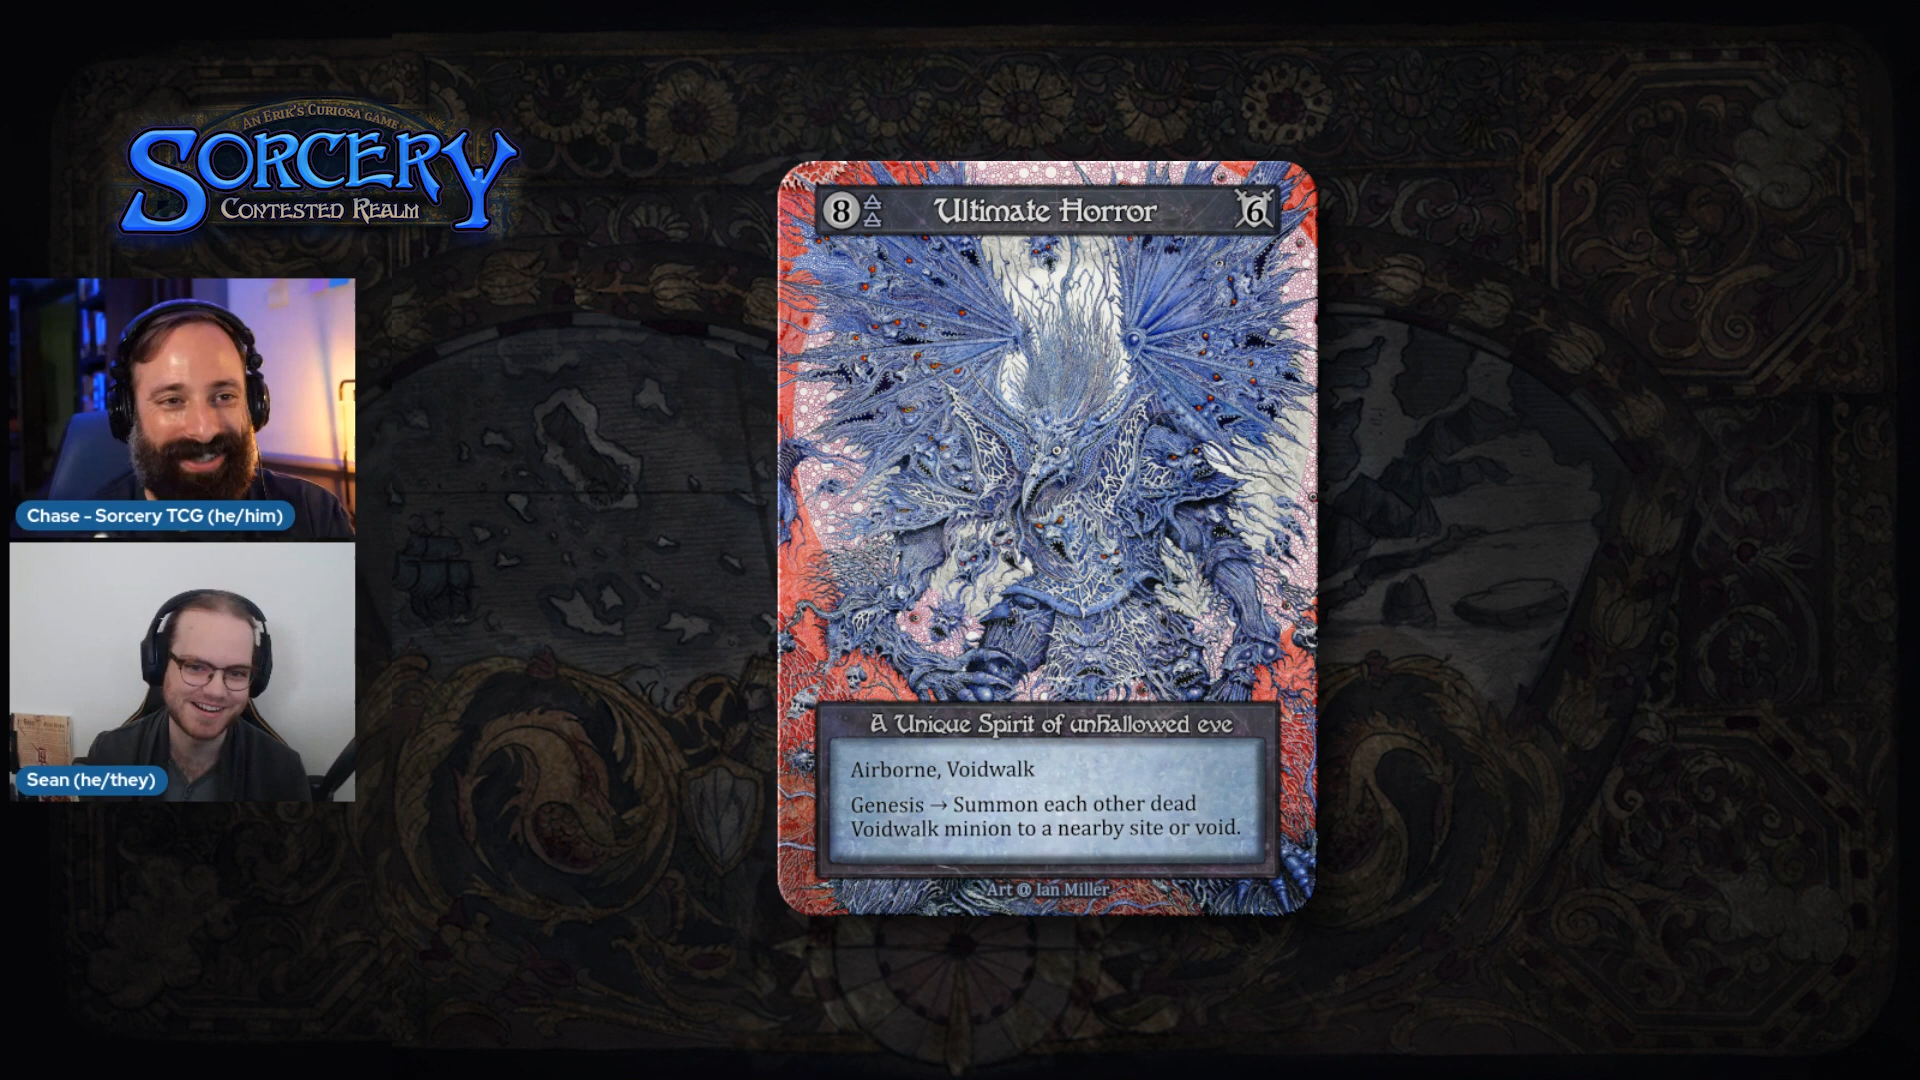 An Erik's Curiosa Game
Sorcery
Contested Realm
Chase - Sorcery TCG (he/him)
Sean (he/they)
8 Ultimate Horror 6
A Unique Spirit of unhallowed eve
Airborne, Voidwalk
Genesis → Summon each other dead
Voidwalk minion to a nearby site or void.
Art @ Ian Miller